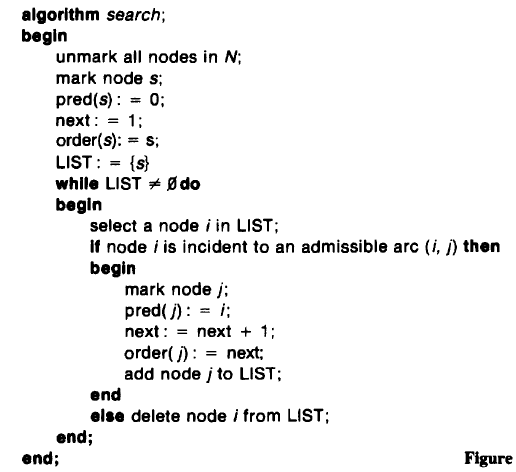 algorithm search;
begin
unmark all nodes in N;
mark node s;
pred(s) : = 0;
next : = 1;
order(s): = s;
LIST : = {s}
while LIST ≠ Ø do
begin
select a node i in LIST;
if node i is incident to an admissible arc (i, j) then
begin
mark node j;
pred( j) : = i;
next : = next + 1;
order( j) : = next;
add node j to LIST;
end
else delete node i from LIST;
end;
end;
Figure